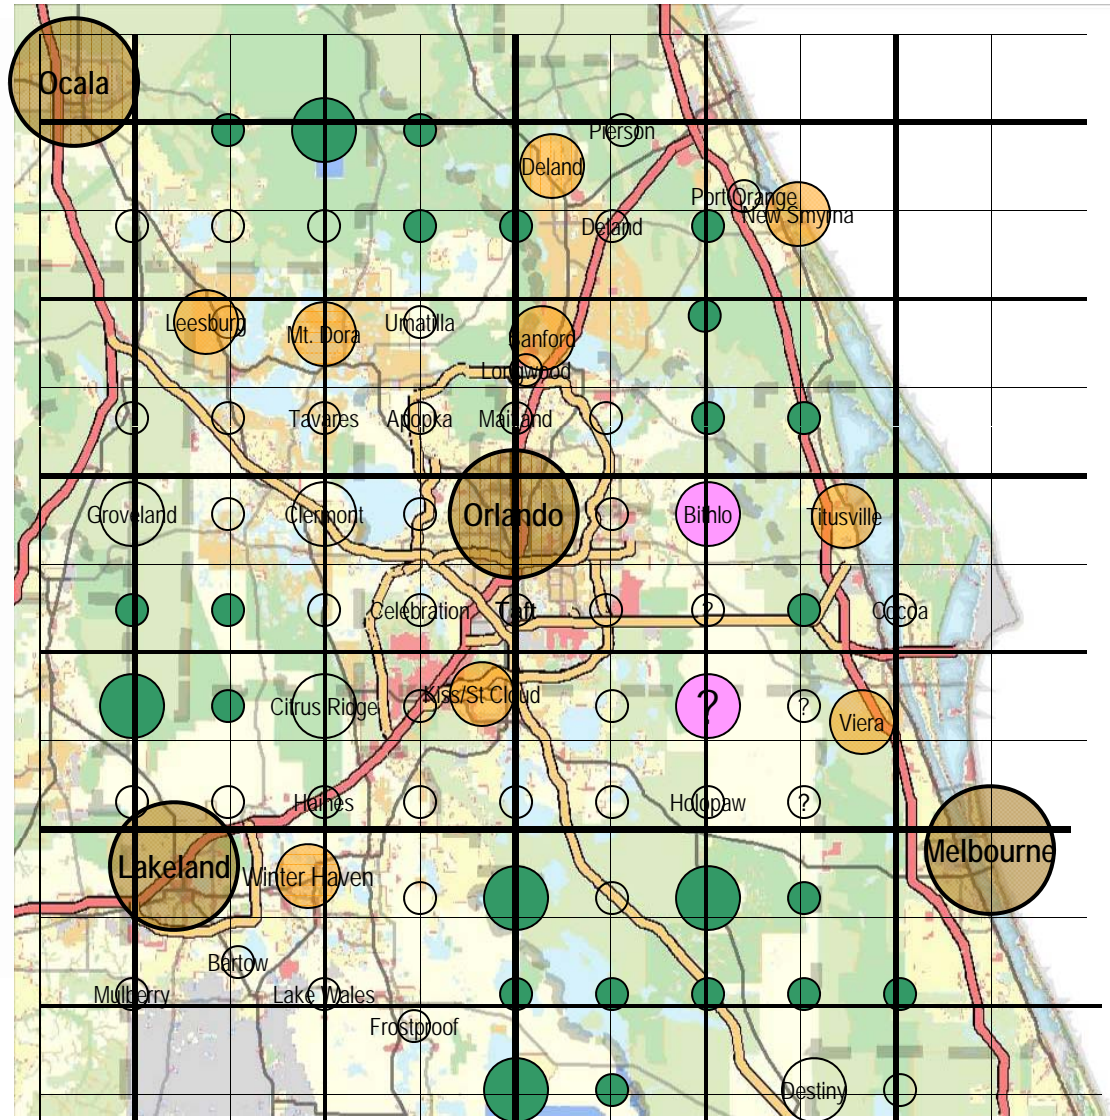 Ocala
Pierson
Deland
Port Orange
New Smyrna
Deland
Leesburg
Mt. Dora
Umatilla
Sanford
Longwood
Tavares
Apopka
Maitland
Groveland
Clermont
Orlando
Bithlo
Titusville
Celebration
Taft
?
Cocoa
Citrus Ridge
Kiss/St Cloud
?
?
Viera
Haines
Holopaw
?
Lakeland
Winter Haven
Melbourne
Bartow
Mulberry
Lake Wales
Frostproof
Destiny